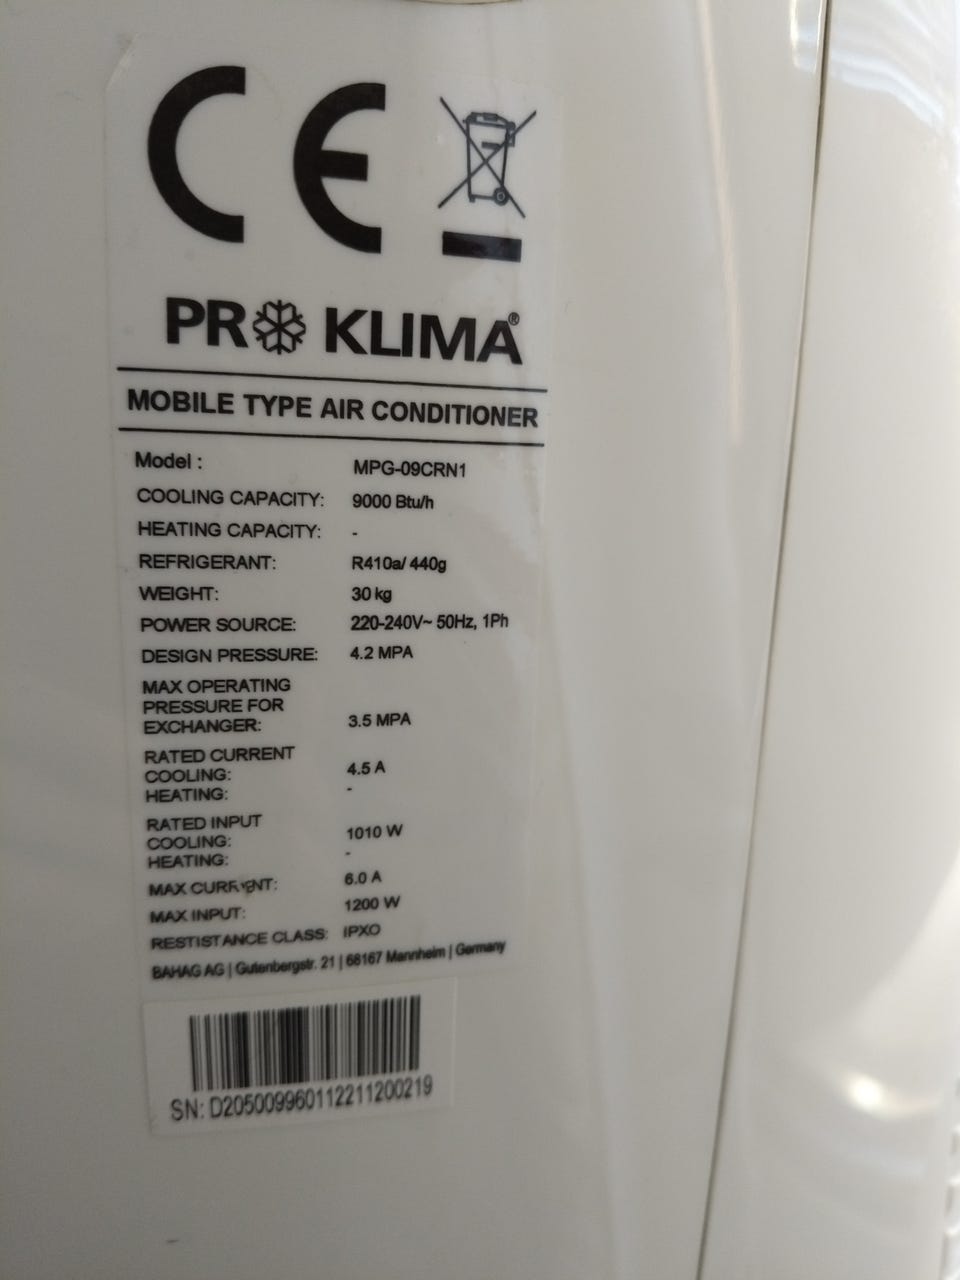 CE
PRO KLIMA®
MOBILE TYPE AIR CONDITIONER
Model : MPG-09CRN1
COOLING CAPACITY: 9000 Btu/h
HEATING CAPACITY: -
REFRIGERANT: R410a/ 440g
WEIGHT: 30 kg
POWER SOURCE: 220-240V~ 50Hz, 1Ph
DESIGN PRESSURE: 4.2 MPA
MAX OPERATING
PRESSURE FOR
EXCHANGER: 3.5 MPA
RATED CURRENT
COOLING: 4.5 A
HEATING: -
RATED INPUT
COOLING: 1010 W
HEATING: -
MAX CURRENT: 6.0 A
MAX INPUT: 1200 W
RESTISTANCE CLASS: IPXO
BAHAG AG | Gutenbergstr. 21 | 68167 Mannheim | Germany
SN: D205009960112211200219